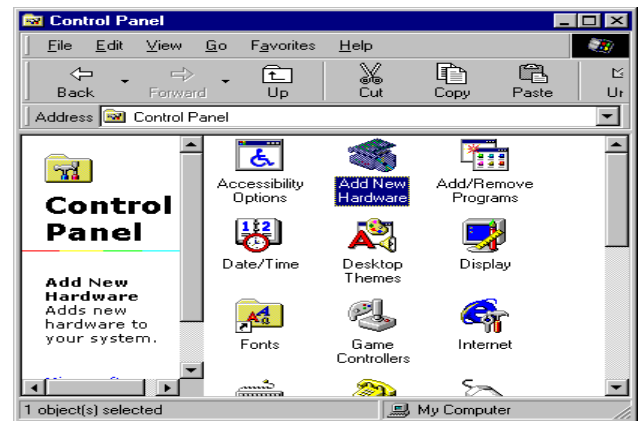 Control Panel
File Edit View Go Favorites Help
Back Forward Up Cut Copy Paste
Address Control Panel
Control
Panel
Add New
Hardware
Adds new
hardware to
your system.
Accessibility
Options
Add New
Hardware
Add/Remove
Programs
Date/Time
Desktop
Themes
Display
Fonts
Game
Controllers
Internet
1 object(s) selected
My Computer